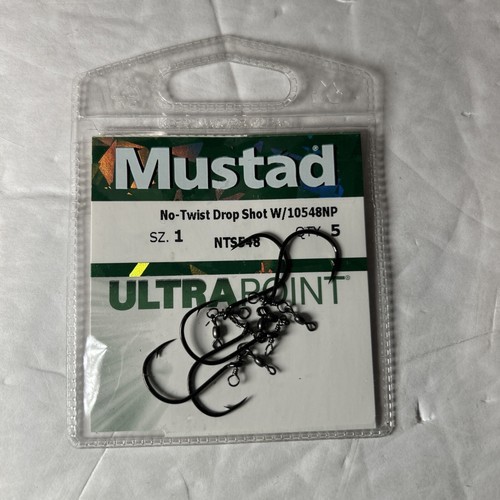 Mustad
No-Twist Drop Shot W/10548NP
SZ. 1 NTS548 QTY. 5
ULTRAPOINT®